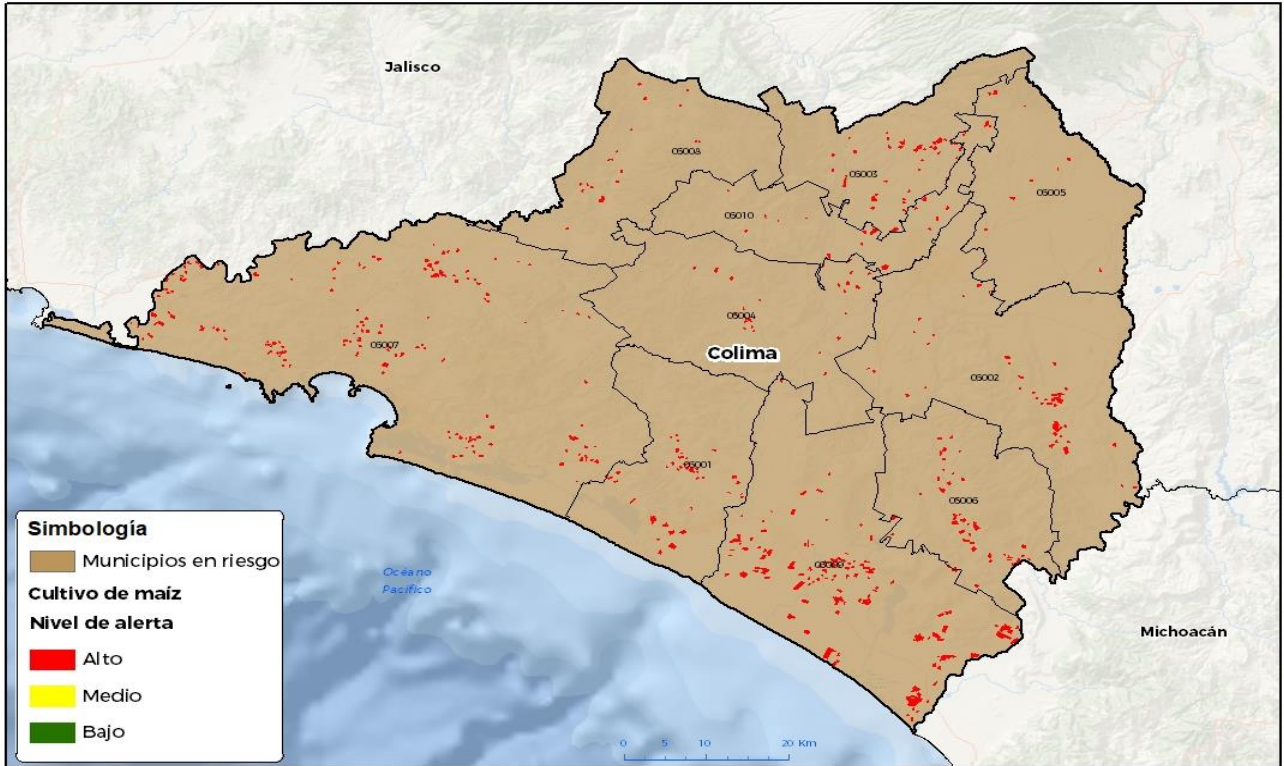 Jalisco
05008
05003
05005
05010
05004
Colima
05007
05002
05001
05006
Simbología
Municipios en riesgo
Cultivo de maíz
Nivel de alerta
Alto
Medio
Bajo
Océano
Pacífico
Michoacán
0 5 10 20 Km